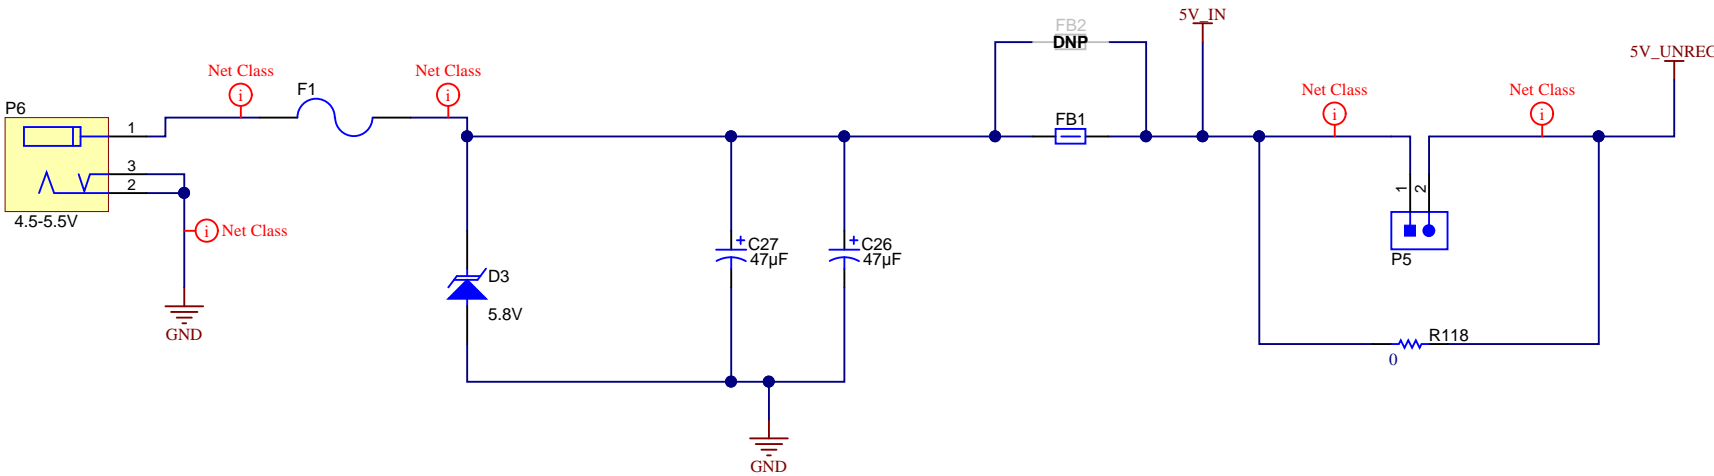 5V_IN
FB2
DNP
5V_UNREG
Net Class
i
Net Class
i
F1
Net Class
i
Net Class
i
P6
1
3
2
4.5-5.5V
i Net Class
GND
FB1
1
2
P5
D3
5.8V
+ C27
47µF
+ C26
47µF
R118
0
GND